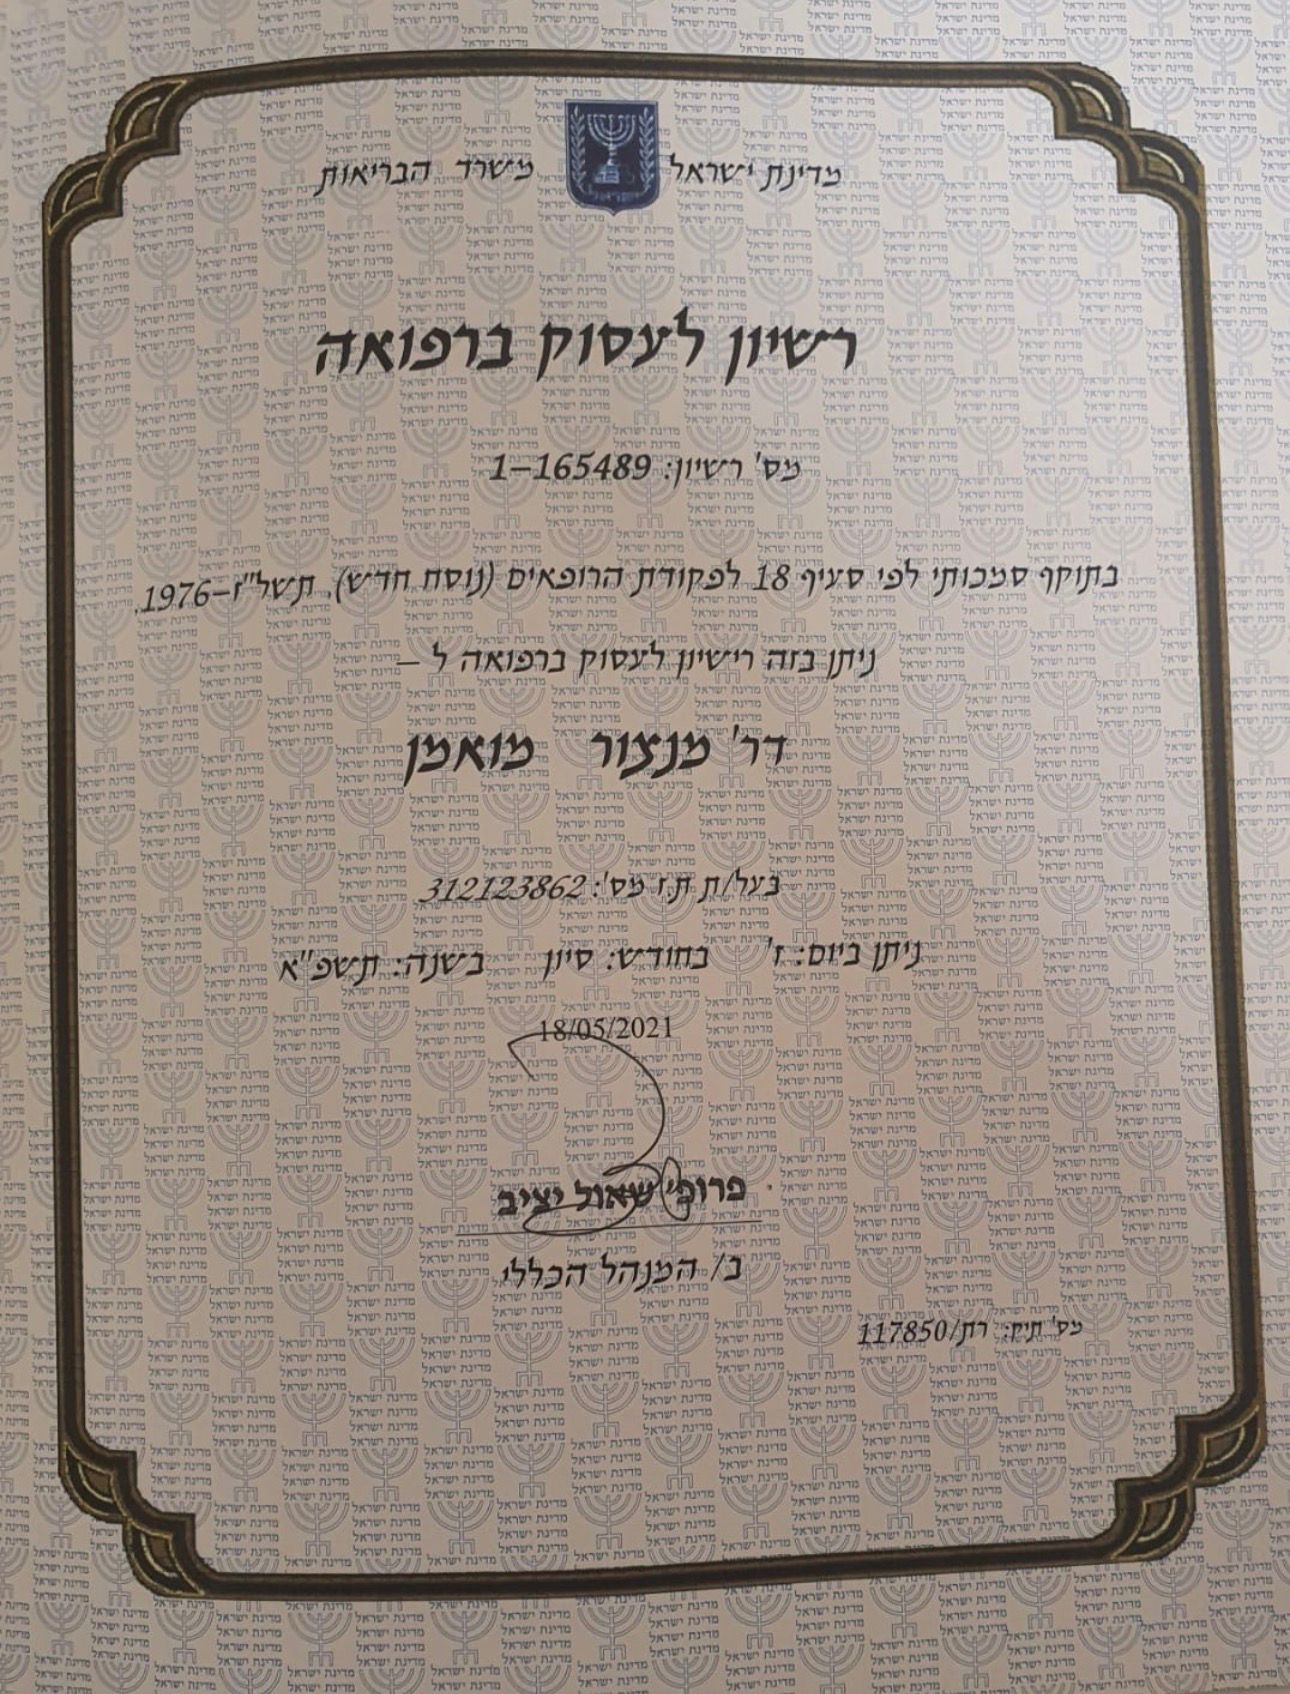 מדינת ישראל משרד הבריאות
רשיון לעסוק ברפואה
מס' רשיון: 1-165489
בתוקף סמכותי לפי סעיף 18 לפקודת הרופאים (נוסח חדש), תשל"ז-1976,
ניתן בזה רישיון לעסוק ברפואה ל –
דר' מנצור מואמן
בעל/ת ת.ז מס': 312123862
ניתן ביום: ז' בחודש: סיון בשנה: תשפ"א
18/05/2021
פרופ' שאול יציב
ב/ המנהל הכללי
מס' תיק: רת/117850